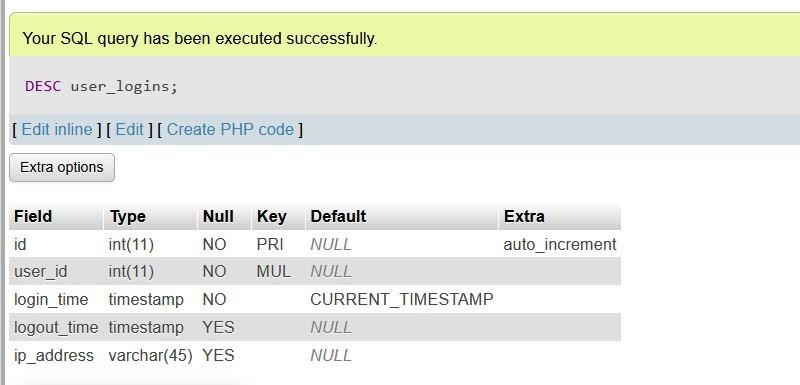 Your SQL query has been executed successfully.
DESC user_logins;
[ Edit inline ] [ Edit ] [ Create PHP code ]
Extra options
Field Type Null Key Default Extra
id int(11) NO PRI NULL auto_increment
user_id int(11) NO MUL NULL
login_time timestamp NO CURRENT_TIMESTAMP
logout_time timestamp YES NULL
ip_address varchar(45) YES NULL